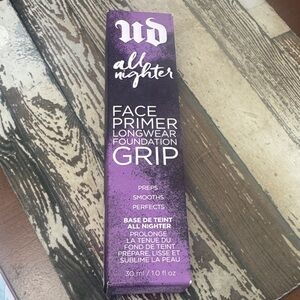 UD
all
nighter
FACE
PRIMER
LONGWEAR
FOUNDATION
GRIP
PREPS
SMOOTHS
PERFECTS
BASE DE TEINT
ALL NIGHTER
PROLONGE
LA TENUE DU
FOND DE TEINT
PRÉPARE, LISSE ET
SUBLIME LA PEAU
30 ml / 1.0 fl oz